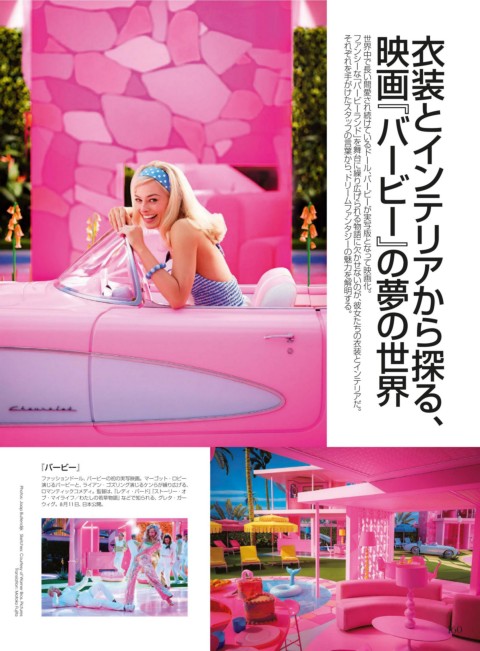 衣装とインテリアから探る、
映画『バービー』の夢の世界
世界中で長い間愛され続けているドール、バービーが実写版となって映画化。
ファンシーな「バービーランド」を舞台に繰り広げられる物語に欠かせないのが、彼女たちの衣装とインテリアだ。
それぞれを手がけたスタッフの言葉から、ドリームファンタジーの魅力を解明する。
Chevrolet
『バービー』
ファッションドール、バービーの初の実写映画。マーゴット・ロビー
演じるバービーと、ライアン・ゴズリング演じるケンらが繰り広げる、
ロマンティックコメディ。監督は、『レディ・バード』『ストーリー・オ
ブ・マイライフ／わたしの若草物語』などで知られる、グレタ・ガー
ウィグ。8月11日、日本公開。